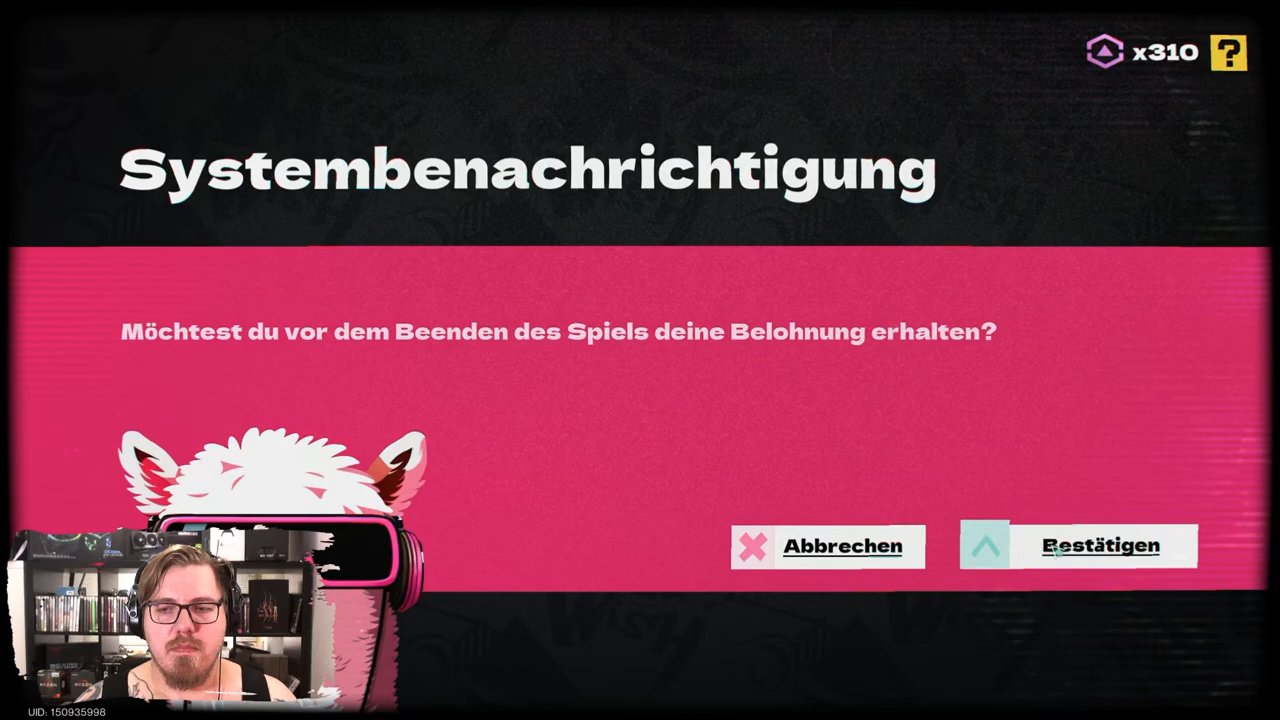 x310
?
Systembenachrichtigung
Möchtest du vor dem Beenden des Spiels deine Belohnung erhalten?
Abbrechen
Bestätigen
UID: 150935998